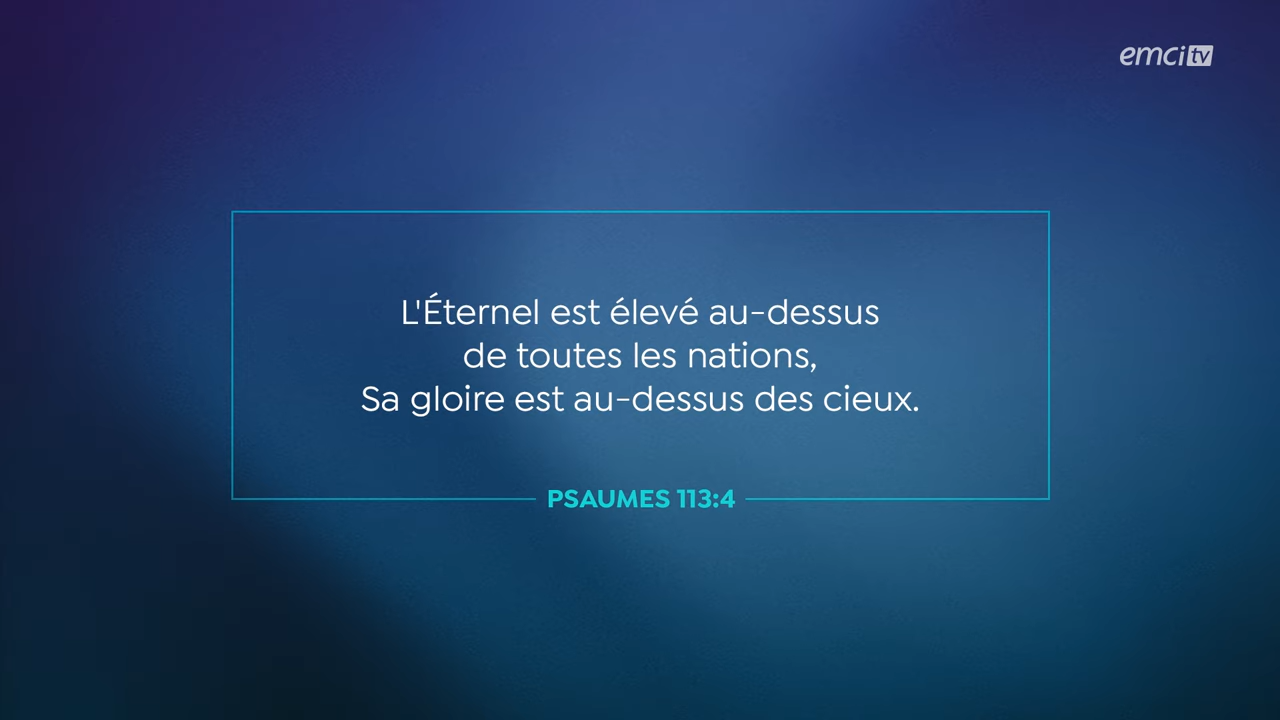 emci tv
L'Éternel est élevé au-dessus
de toutes les nations,
Sa gloire est au-dessus des cieux.
PSAUMES 113:4